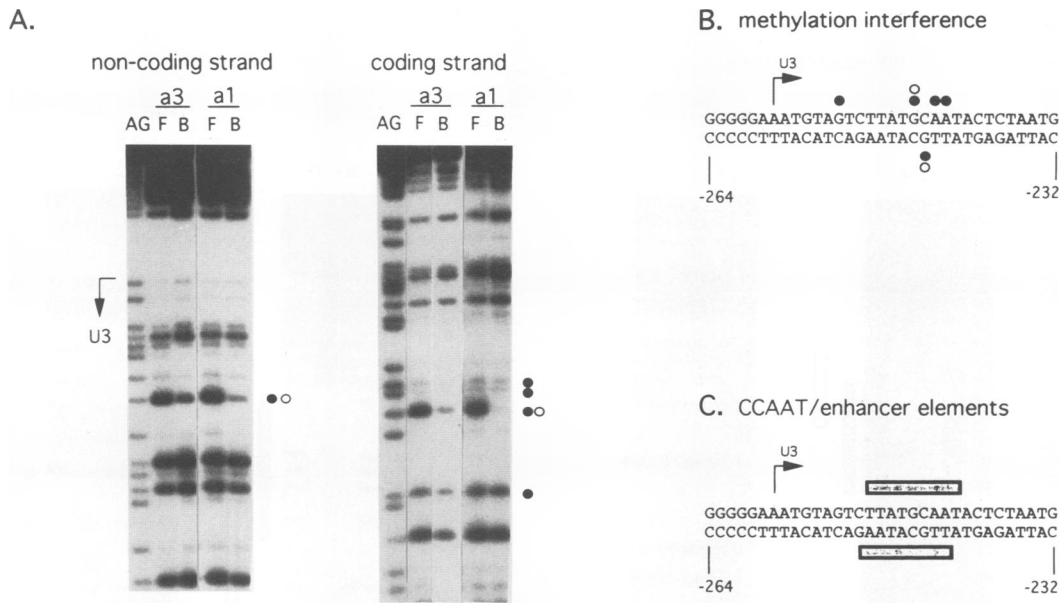 A.
non-coding strand
coding strand
a3 a1
a3 a1
AG F B F B
AG F B F B
U3
B. methylation interference
U3
GGGGGAAATGTAGTCTTATGCAATACTCTAATG
CCCCCTTTACATCAGAATACGTTATGAGATTAC
-264
-232
C. CCAAT/enhancer elements
U3
GGGGGAAATGTAGTCTTATGCAATACTCTAATG
CCCCCTTTACATCAGAATACGTTATGAGATTAC
-264
-232